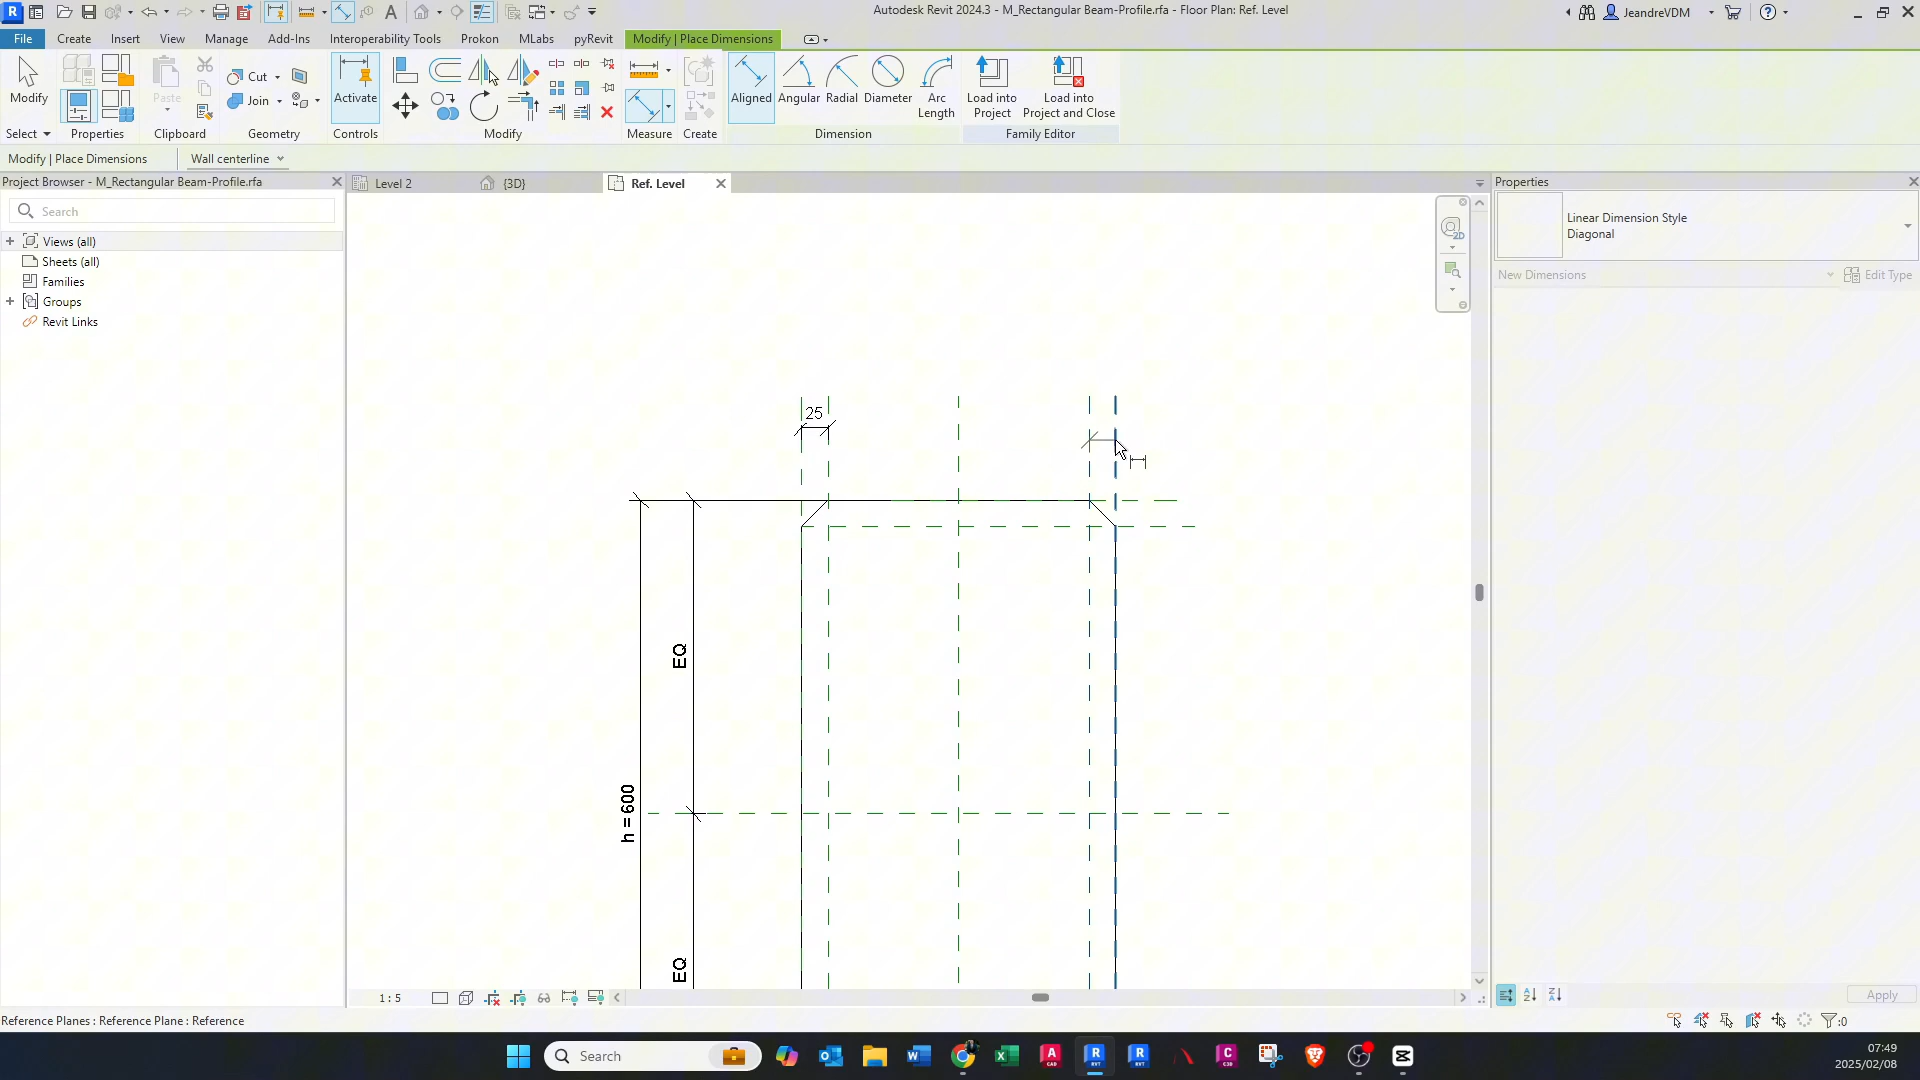 Autodesk Revit 2024.3 - M_Rectangular Beam-Profile.rfa - Floor Plan: Ref. Level
JeandreVDM
File Create Insert View Manage Add-Ins Interoperability Tools Prokon MLabs pyRevit Modify | Place Dimensions
Modify Paste Cut Join Activate Aligned Angular Radial Diameter Arc Length Load into Project Load into Project and Close
Select Properties Clipboard Geometry Controls Modify Measure Create Dimension Family Editor
Modify | Place Dimensions Wall centerline
Project Browser - M_Rectangular Beam-Profile.rfa
Search
Views (all)
Sheets (all)
Families
Groups
Revit Links
Level 2 {3D} Ref. Level
25
EQ
h = 600
EQ
Properties
Linear Dimension Style
Diagonal
New Dimensions Edit Type
Apply
1 : 5
Reference Planes : Reference Plane : Reference
:0
Search
07:49
2025/02/08